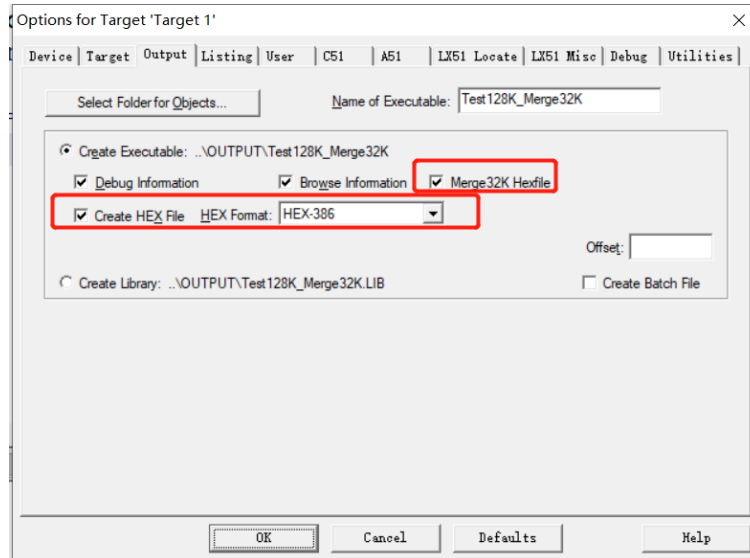 Options for Target 'Target 1'
Device Target Output Listing User C51 A51 LX51 Locate LX51 Misc Debug Utilities
Select Folder for Objects... Name of Executable: Test128K_Merge32K
Create Executable: ..\OUTPUT\Test128K_Merge32K
Debug Information Browse Information Merge32K Hexfile
Create HEX File HEX Format: HEX-386
Offset:
Create Library: ..\OUTPUT\Test128K_Merge32K.LIB Create Batch File
OK Cancel Defaults Help